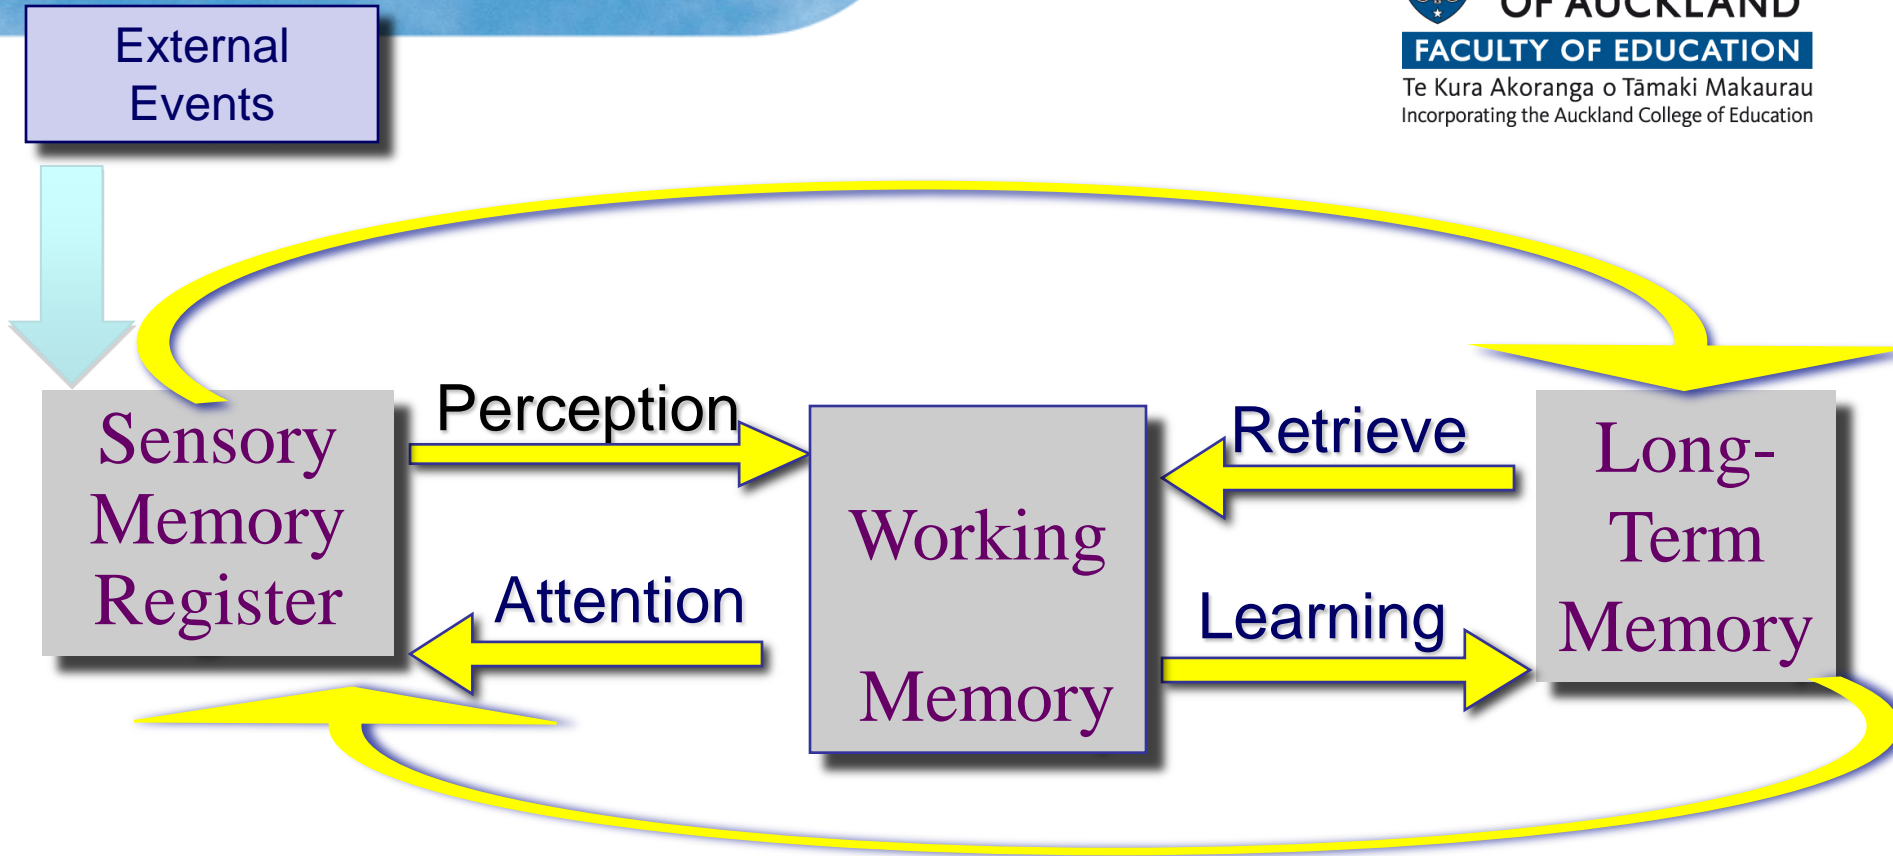 OF AUCKLAND
FACULTY OF EDUCATION
Te Kura Akoranga o Tāmaki Makaurau
Incorporating the Auckland College of Education
External
Events
Perception
Retrieve
Sensory
Memory
Register
Working
Memory
Long-
Term
Memory
Attention
Learning